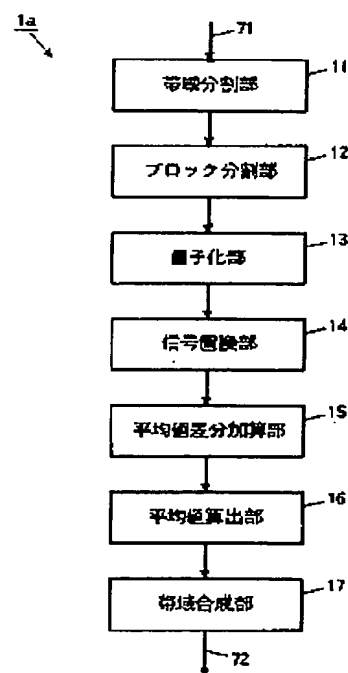 1a
71
帯域分割部
11
ブロック分割部
12
量子化部
13
信号置換部
14
平均値差分加算部
15
平均値算出部
16
帯域合成部
17
72